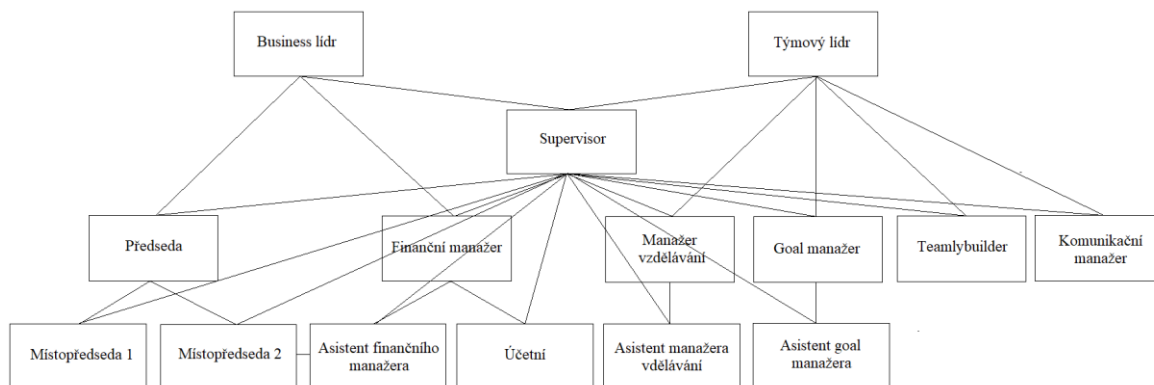 Business lídr
Týmový lídr
Supervisor
Předseda
Finanční manažer
Manažer
vzdělávání
Goal manažer
Teamlybuilder
Komunikační
manažer
Místopředseda 1
Místopředseda 2
Asistent finančního
manažera
Účetní
Asistent manažera
vdělávání
Asistent goal
manažera